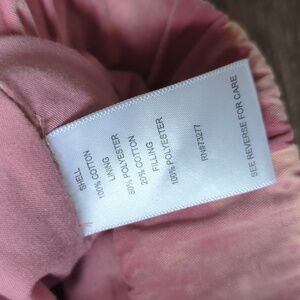 SHELL
100% COTTON
LINING
80% POLYESTER
20% COTTON
FILLING
100% POLYESTER
RN#73277
SEE REVERSE FOR CARE